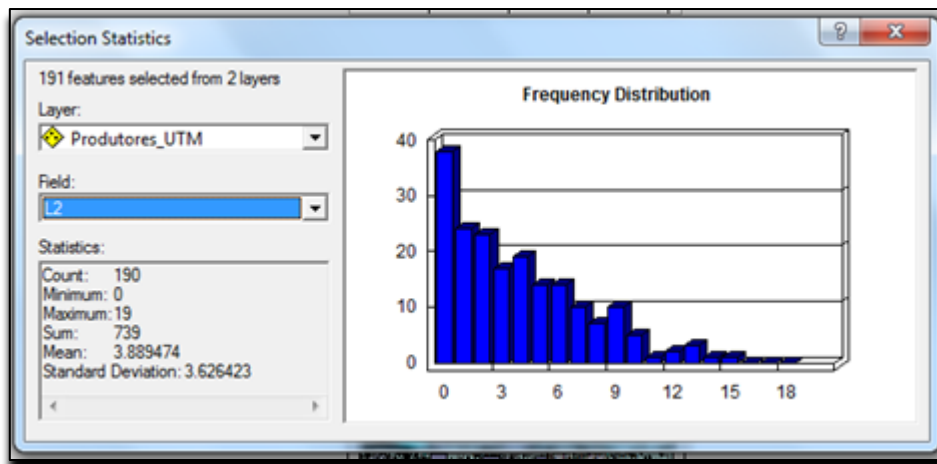 Selection Statistics
191 features selected from 2 layers
Layer:
Produtores_UTM
Field:
L2
Statistics:
Count: 190
Minimum: 0
Maximum: 19
Sum: 739
Mean: 3.889474
Standard Deviation: 3.626423
Frequency Distribution
40
30
20
10
0
0 3 6 9 12 15 18